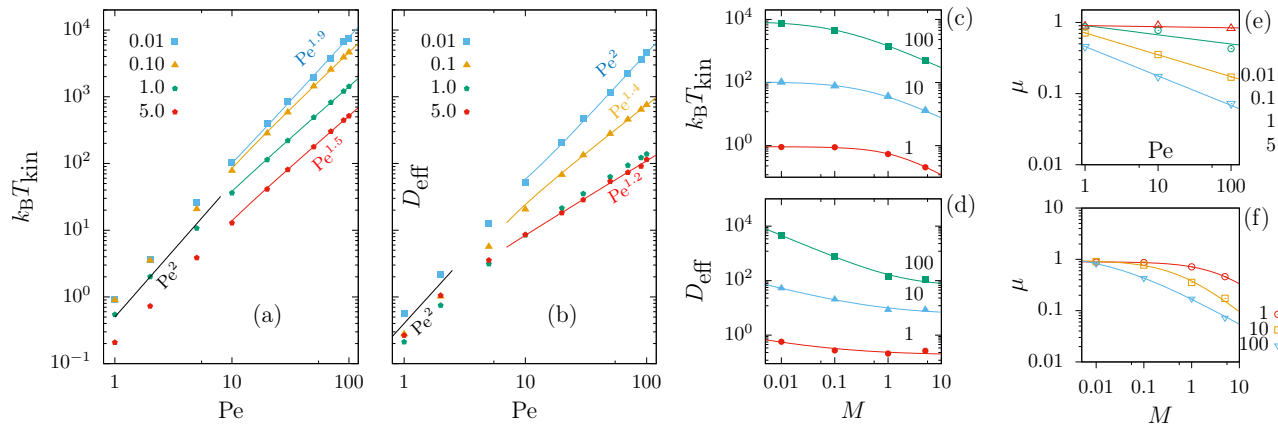 k_B T_kin
10^4
10^3
10^2
10^1
10^0
10^-1
0.01
0.10
1.0
5.0
Pe^1.9
Pe^1.5
Pe^2
(a)
1
10
100
Pe
D_eff
0.01
0.1
1.0
5.0
Pe^2
Pe^1.4
Pe^1.2
Pe^2
(b)
1
10
100
Pe
(c)
k_B T_kin
10^4
10^2
10^0
100
10
1
(d)
D_eff
10^4
10^2
10^0
100
10
1
0.01
0.1
1
10
M
(e)
μ
1
0.1
0.01
0.01
0.1
1
5
Pe
1
10
100
(f)
μ
10
1
0.1
0.01
1
10
100
0.01
0.1
1
10
M